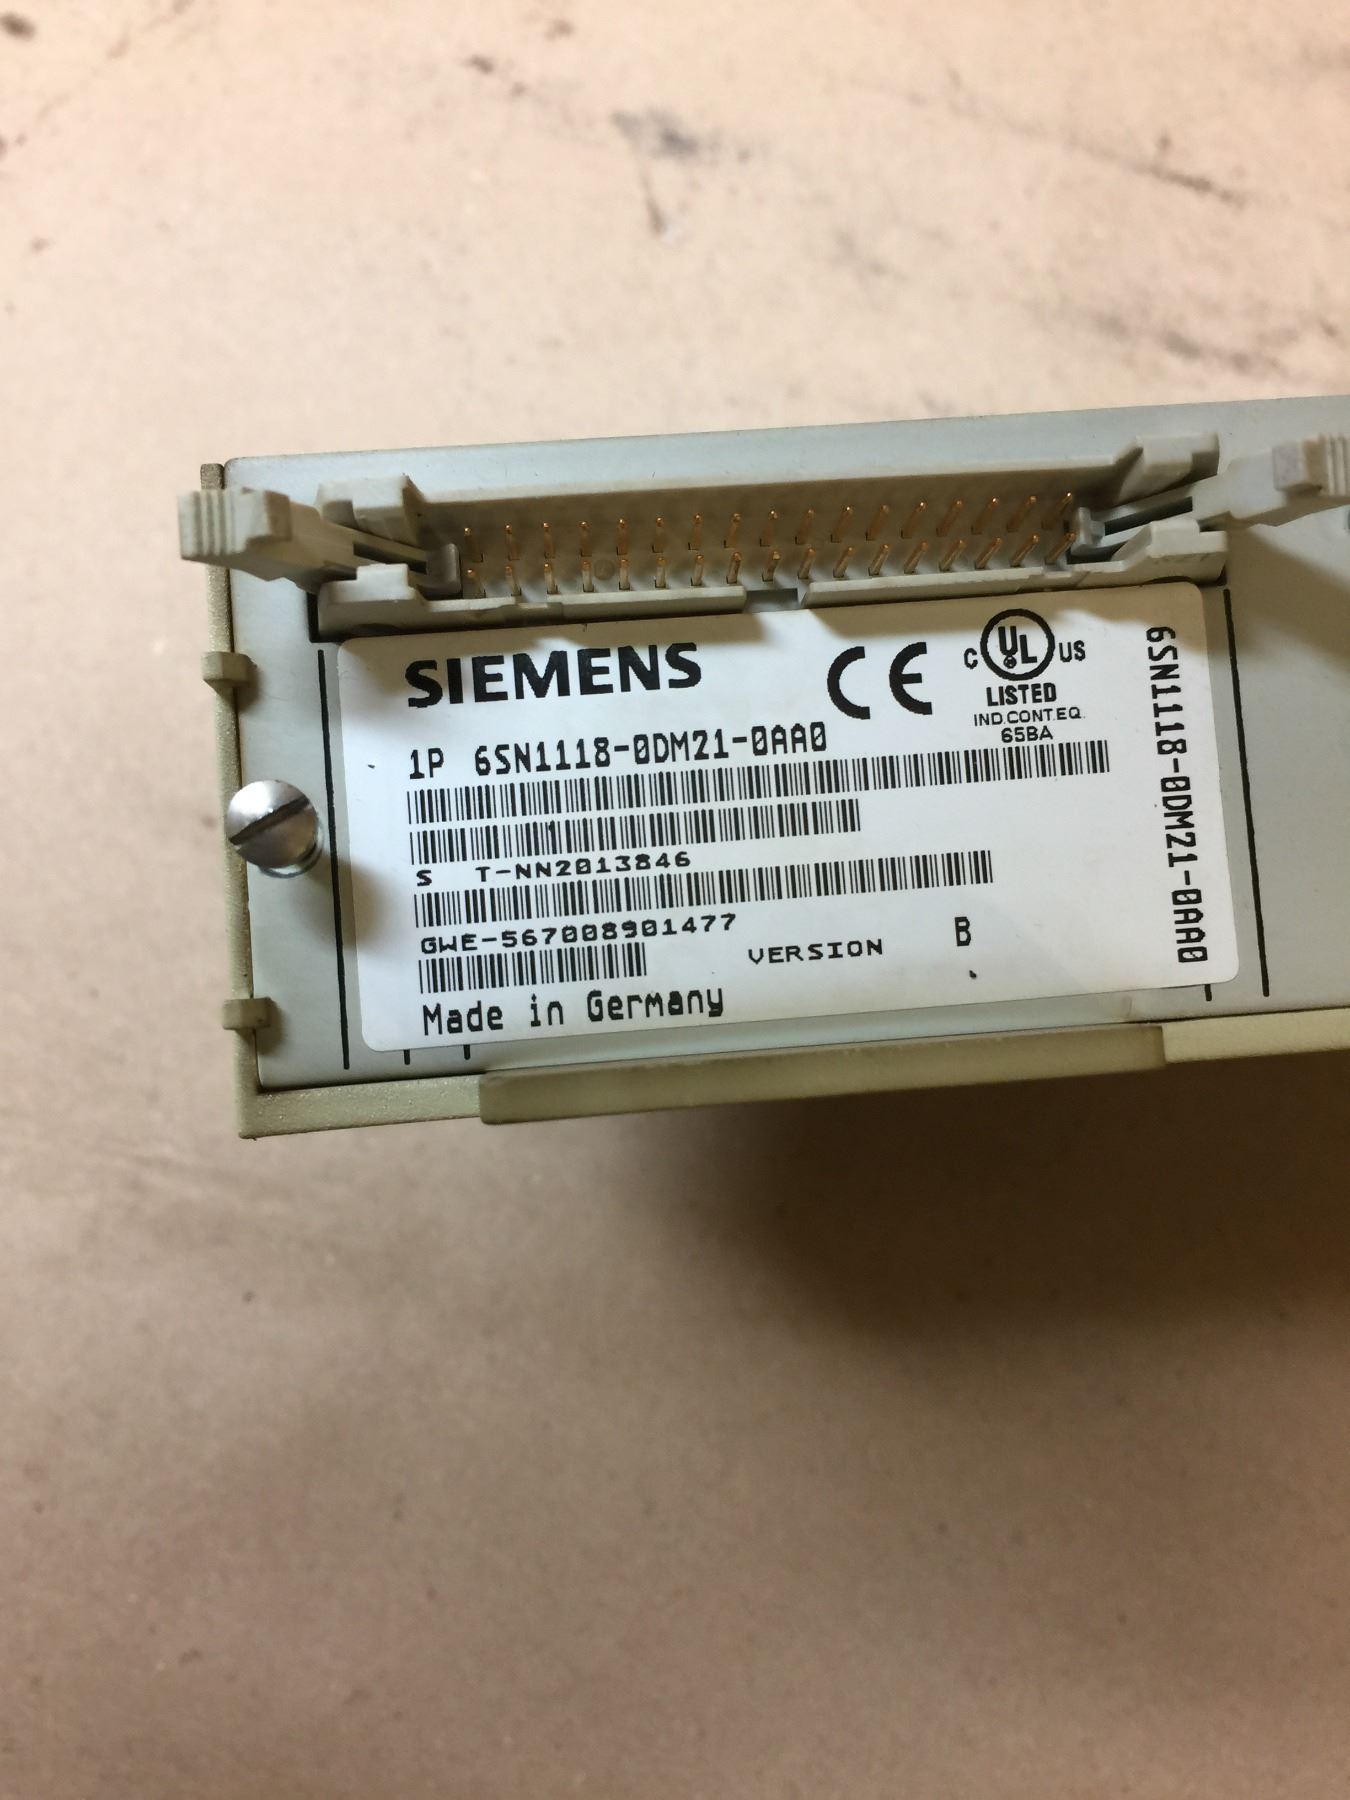 SIEMENS
CE
C UL US
LISTED
IND.CONT.EQ.
65BA
1P 6SN1118-0DM21-0AA0
S T-NN2013846
GWE-567008901477
VERSION B
Made in Germany
6SN1118-0DM21-0AA0